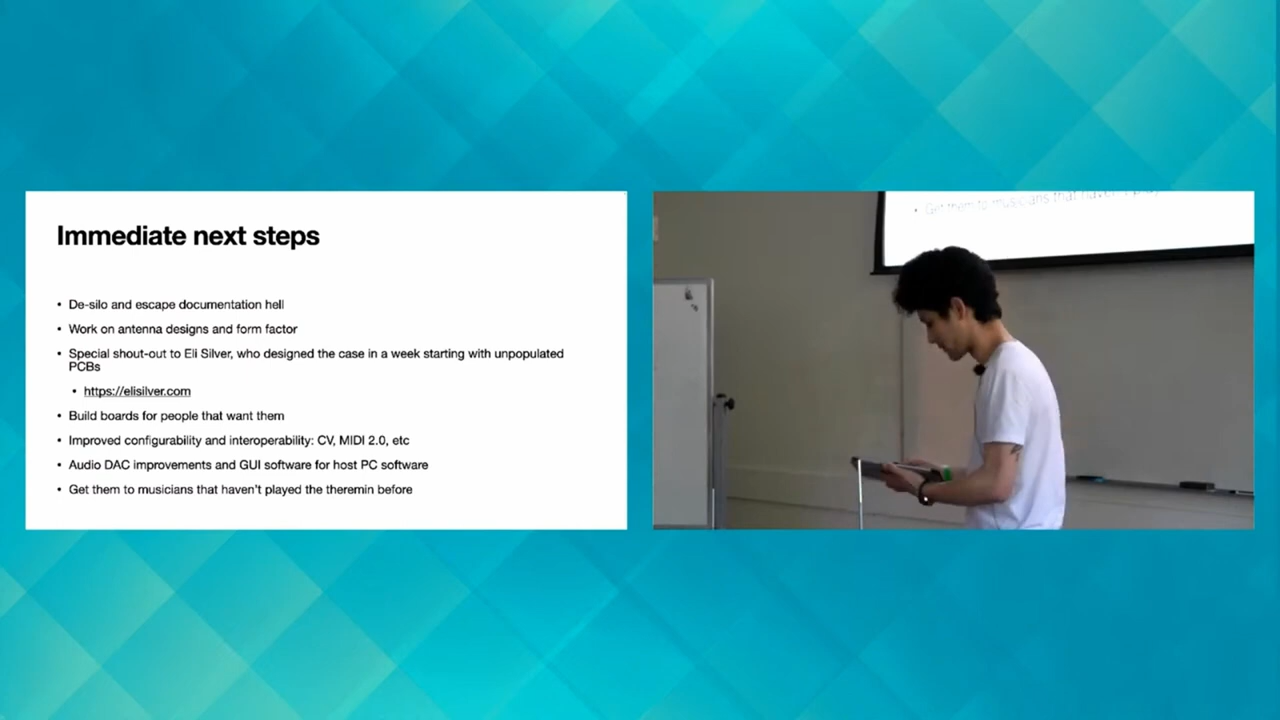 Immediate next steps
• De-silo and escape documentation hell
• Work on antenna designs and form factor
• Special shout-out to Eli Silver, who designed the case in a week starting with unpopulated
PCBs
• https://elisilver.com
• Build boards for people that want them
• Improved configurability and interoperability: CV, MIDI 2.0, etc
• Audio DAC improvements and GUI software for host PC software
• Get them to musicians that haven't played the theremin before
• Get them to musicians that haven't